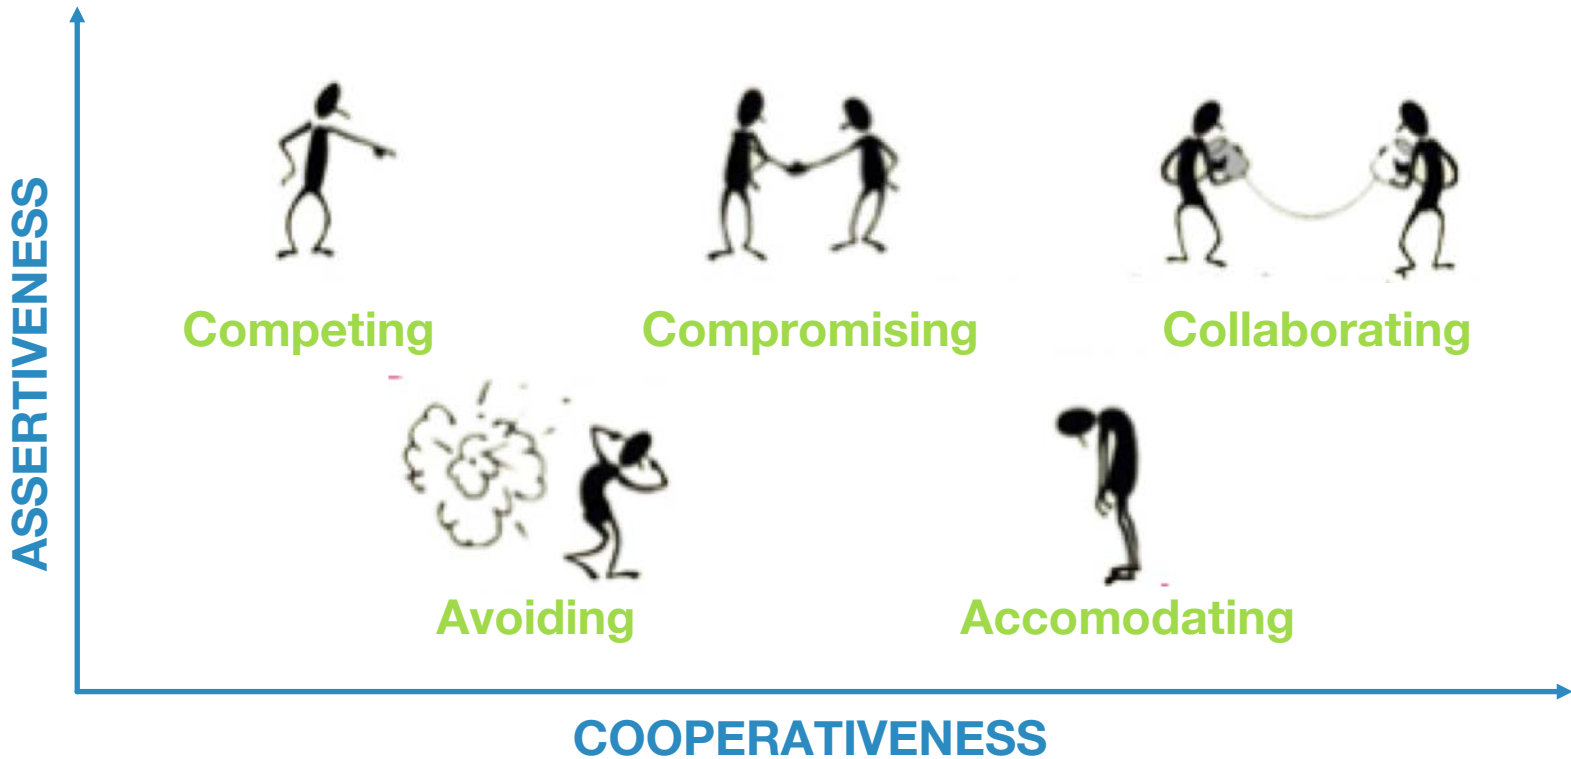 ASSERTIVENESS
Competing
Compromising
Collaborating
Avoiding
Accomodating
COOPERATIVENESS